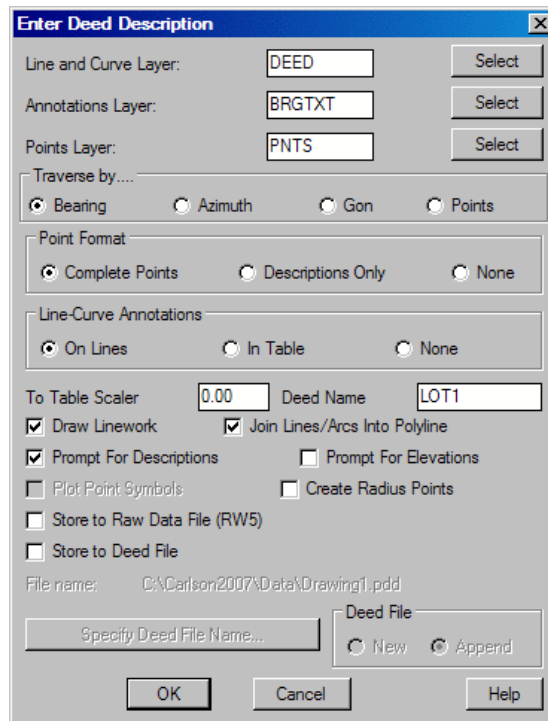 Enter Deed Description
Line and Curve Layer: DEED Select
Annotations Layer: BRGTXT Select
Points Layer: PNTS Select
Traverse by....
Bearing Azimuth Gon Points
Point Format
Complete Points Descriptions Only None
Line-Curve Annotations
On Lines In Table None
To Table Scaler 0.00 Deed Name LOT1
Draw Linework Join Lines/Arcs Into Polyline
Prompt For Descriptions Prompt For Elevations
Plot Point Symbols Create Radius Points
Store to Raw Data File (RW5)
Store to Deed File
File name: C:\Carlson2007\Data\Drawing1.pdd
Deed File
Specify Deed File Name... New Append
OK Cancel Help